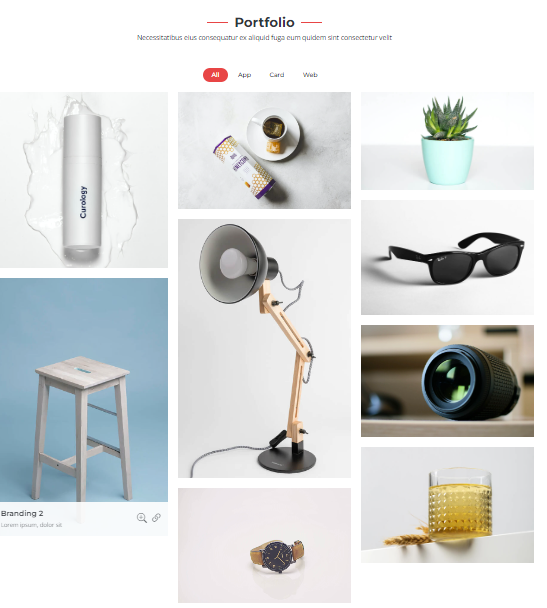 Portfolio
Necessitatibus eius consequatur ex aliquid fuga eum quidem sint consectetur velit
All App Card Web
Curology
Branding 2
Lorem ipsum, dolor sit